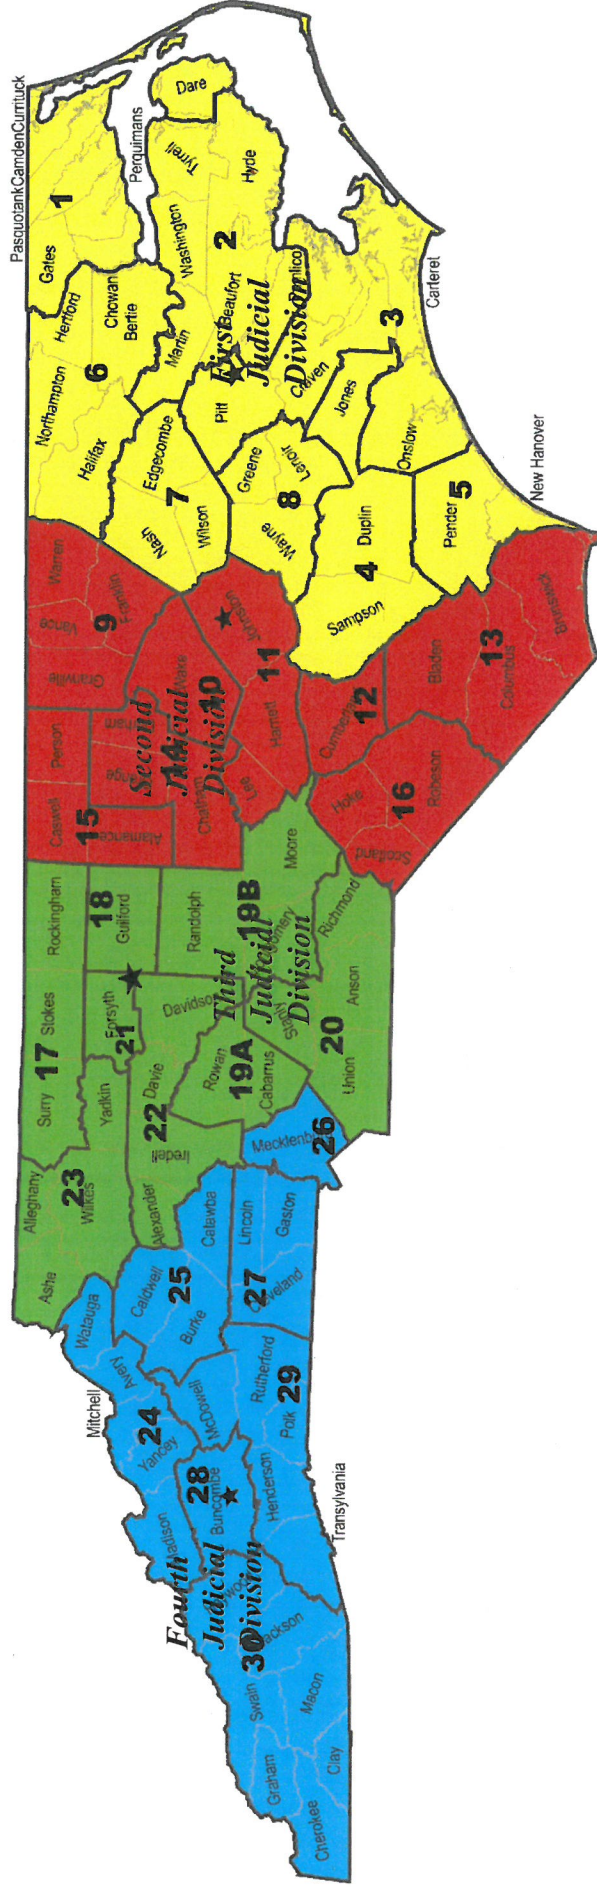 Pasquotank Camden Currituck
Gates
1
Perquimans
Hertford
Chowan
Bertie
Northampton
6
Halifax
Martin
Washington
Tyrrell
Dare
2
Hyde
Beaufort
Edgecombe
7
Nash
Wilson
Pitt
Greene
Lenoir
8
Wayne
First
Judicial
Division
Craven
Jones
3
Carteret
Onslow
Duplin
4
Sampson
Pender
5
New Hanover
Warren
Vance
Franklin
9
Granville
Person
Caswell
15
Alamance
Second
Judicial
Division
14
Wake
10
Chatham
Lee
Harnett
11
Johnston
12
Bladen
13
Columbus
Brunswick
Hoke
16
Robeson
Scotland
Rockingham
Stokes
17
Surry
18
Guilford
Forsyth
21
Yadkin
Randolph
Moore
19B
Third
Judicial
Division
Richmond
Anson
20
Union
Stanly
Davidson
Davie
22
Iredell
Alexander
Rowan
19A
Cabarrus
Alleghany
23
Wilkes
Ashe
Mecklenburg
26
Watauga
Caldwell
25
Burke
Catawba
Lincoln
Gaston
27
Cleveland
Mitchell
Avery
24
Yancey
McDowell
Rutherford
29
Polk
Henderson
28
Buncombe
Madison
Transylvania
Fourth
Judicial
Division
30
Jackson
Swain
Macon
Graham
Clay
Cherokee